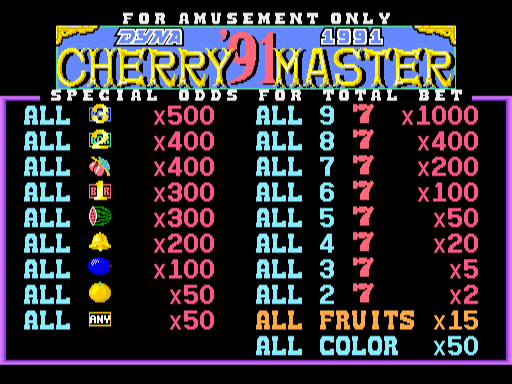 FOR AMUSEMENT ONLY
DYNA 1991
CHERRY '91 MASTER
SPECIAL ODDS FOR TOTAL BET
ALL 3 x500 ALL 9 7 x1000
ALL 2 x400 ALL 8 7 x400
ALL x400 ALL 7 7 x200
ALL 1 x300 ALL 6 7 x100
ALL x300 ALL 5 7 x50
ALL x200 ALL 4 7 x20
ALL x100 ALL 3 7 x5
ALL x50 ALL 2 7 x2
ALL ANY x50 ALL FRUITS x15
ALL COLOR x50